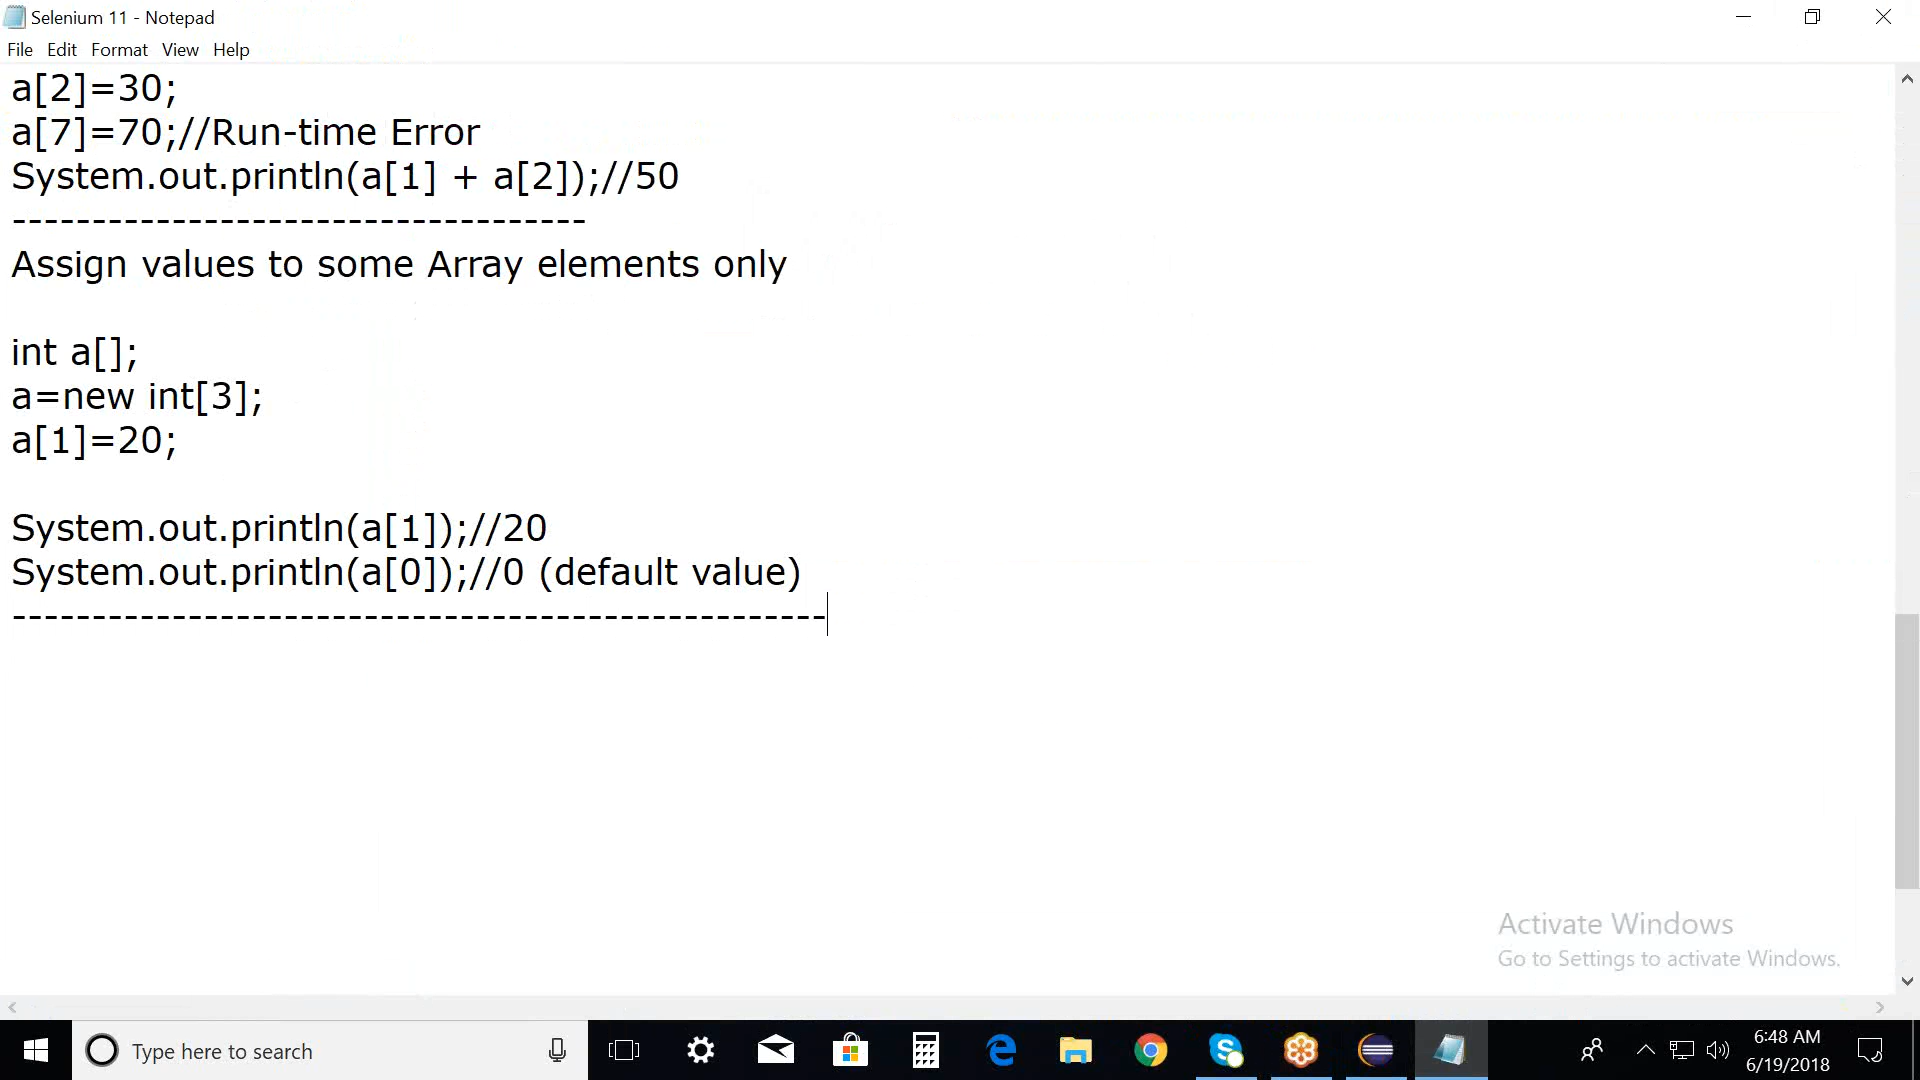 Selenium 11 - Notepad
File Edit Format View Help
a[2]=30;
a[7]=70;//Run-time Error
System.out.println(a[1] + a[2]);//50
------------------------------------
Assign values to some Array elements only
int a[];
a=new int[3];
a[1]=20;
System.out.println(a[1]);//20
System.out.println(a[0]);//0 (default value)
---------------------------------------------------
Activate Windows
Go to Settings to activate Windows.
Type here to search
6:48 AM
6/19/2018